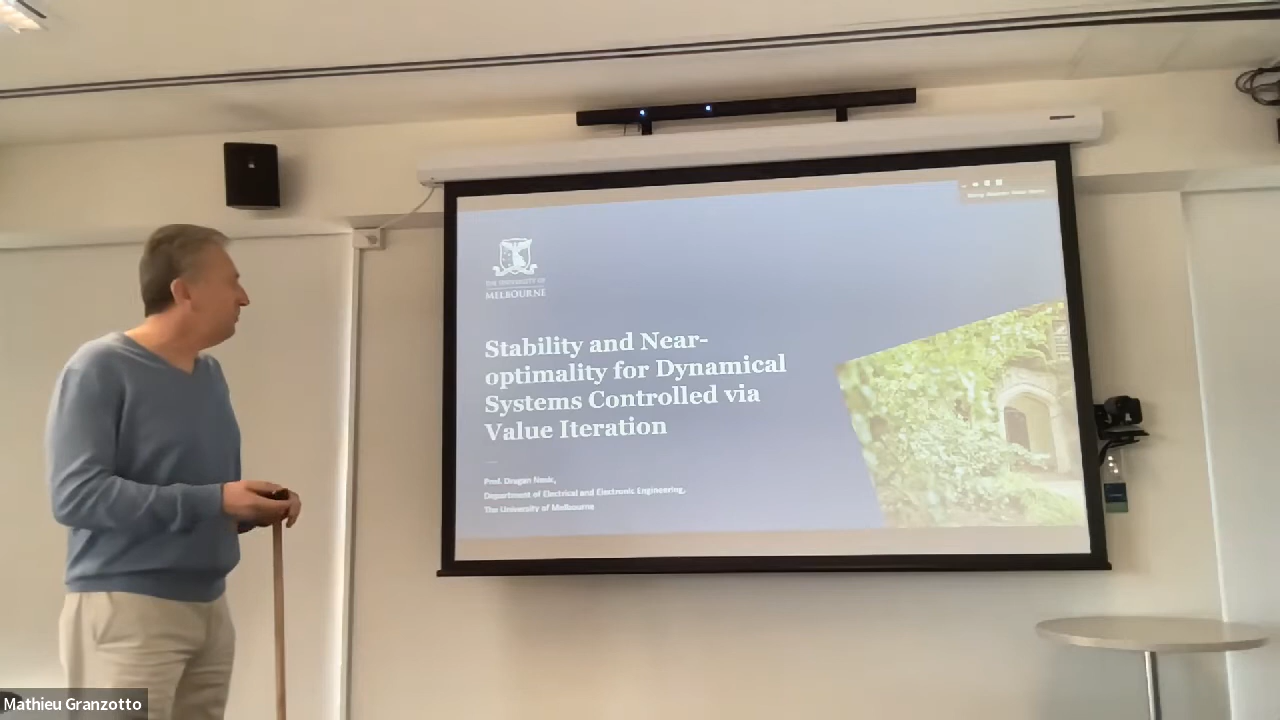 THE UNIVERSITY OF
MELBOURNE
Stability and Near-
optimality for Dynamical
Systems Controlled via
Value Iteration
Prof. Dragan Nesic,
Department of Electrical and Electronic Engineering,
The University of Melbourne
Mathieu Granzotto